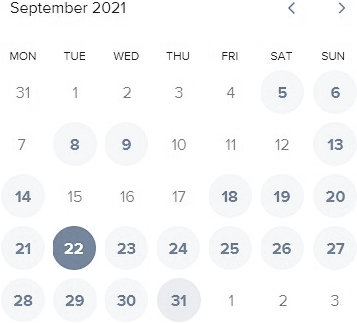 September 2021
MON TUE WED THU FRI SAT SUN
31 1 2 3 4 5 6
7 8 9 10 11 12 13
14 15 16 17 18 19 20
21 22 23 24 25 26 27
28 29 30 31 1 2 3